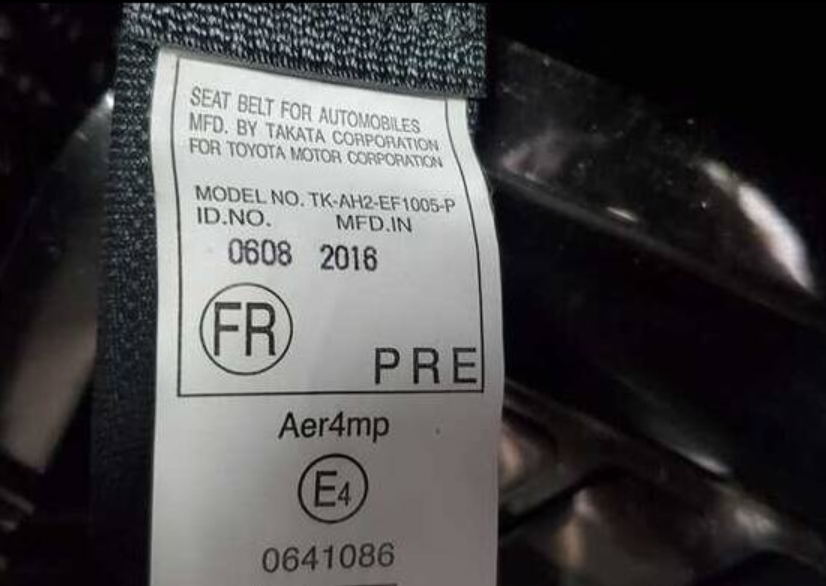 SEAT BELT FOR AUTOMOBILES
MFD. BY TAKATA CORPORATION
FOR TOYOTA MOTOR CORPORATION
MODEL NO. TK-AH2-EF1005-P
ID.NO. MFD.IN
0608 2016
FR
PRE
Aer4mp
E4
0641086